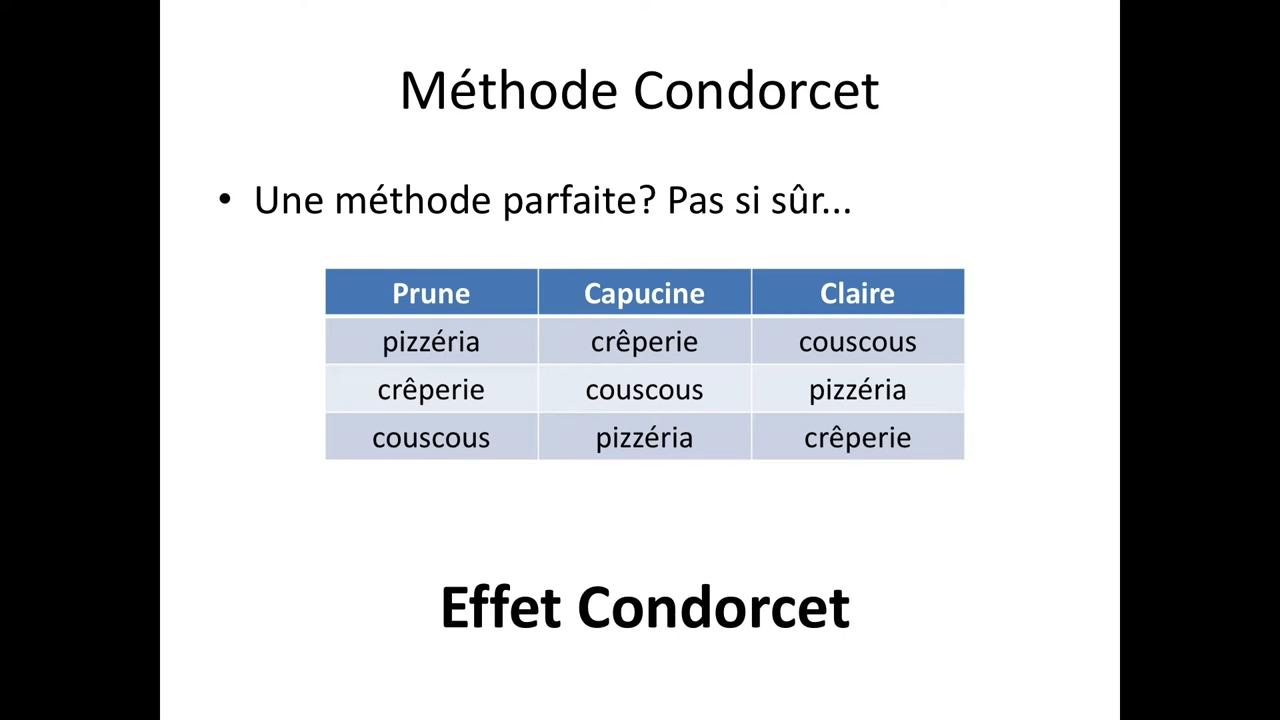 Méthode Condorcet
• Une méthode parfaite? Pas si sûr...
Prune Capucine Claire
pizzéria crêperie couscous
crêperie couscous pizzéria
couscous pizzéria crêperie
Effet Condorcet